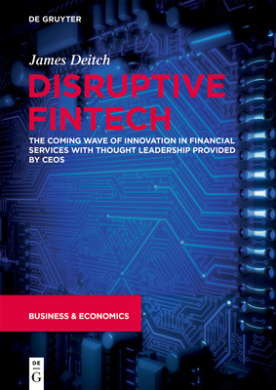 DE GRUYTER
James Deitch
DISRUPTIVE
FINTECH
THE COMING WAVE OF INNOVATION IN FINANCIAL
SERVICES WITH THOUGHT LEADERSHIP PROVIDED
BY CEOS
BUSINESS & ECONOMICS
DE
G